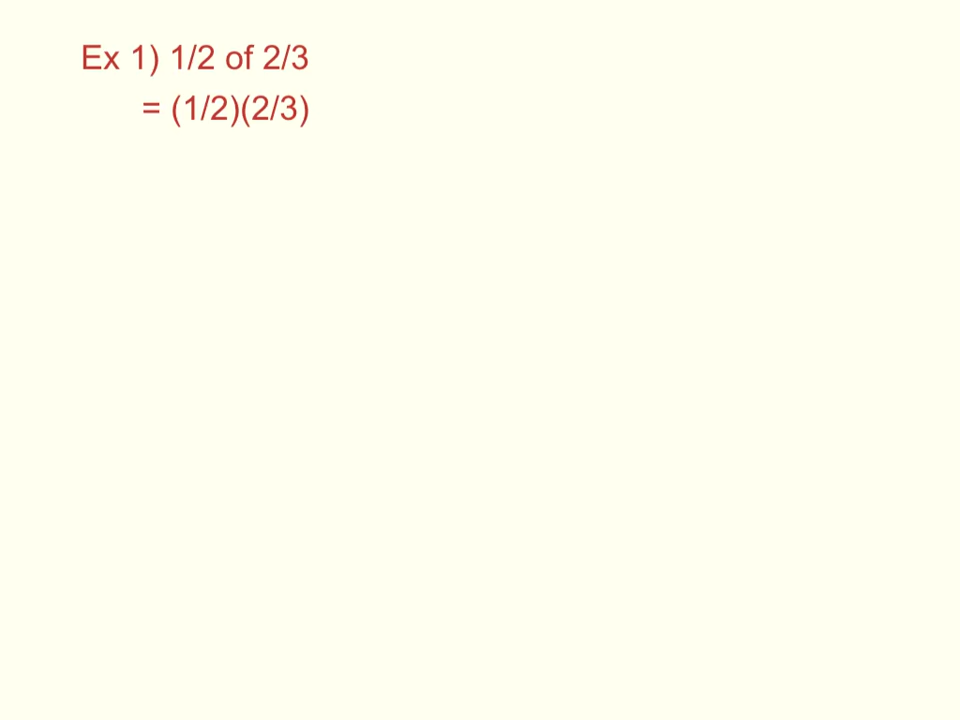 Ex 1) 1/2 of 2/3
= (1/2)(2/3)